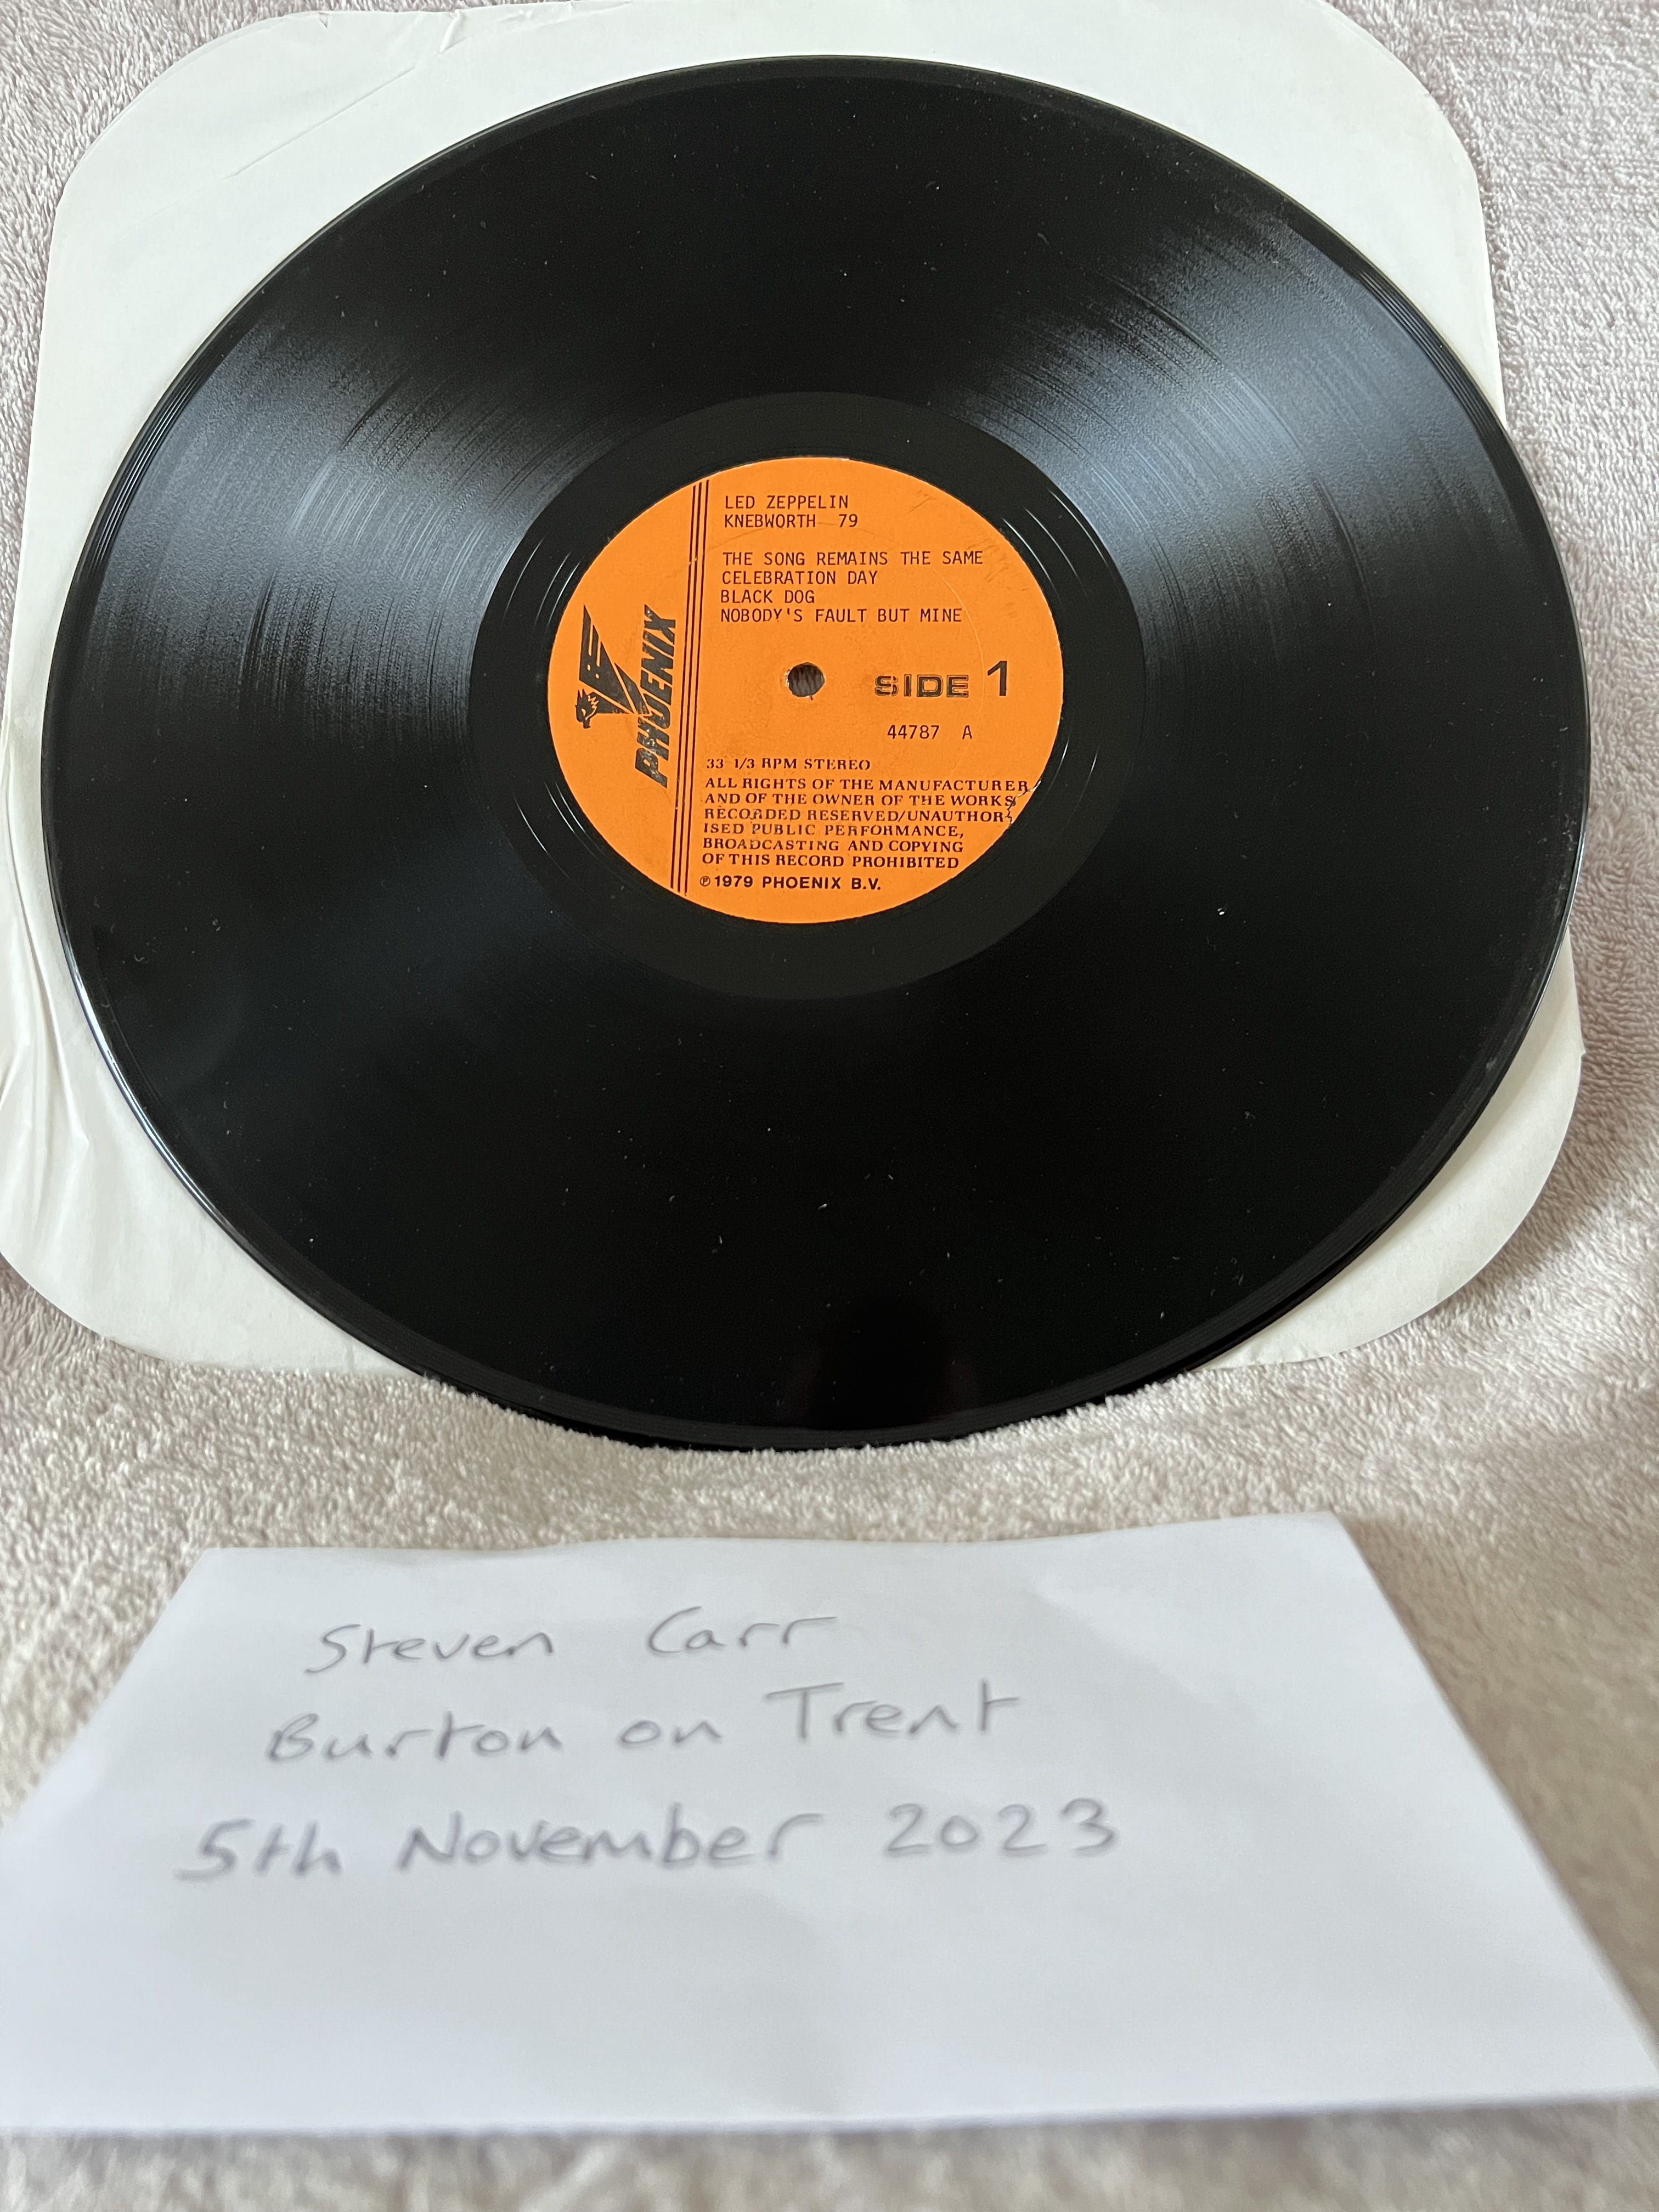 LED ZEPPELIN
KNEBWORTH 79
THE SONG REMAINS THE SAME
CELEBRATION DAY
BLACK DOG
NOBODY'S FAULT BUT MINE
PHOENIX
SIDE 1
44787 A
33 1/3 RPM STEREO
ALL RIGHTS OF THE MANUFACTURER
AND OF THE OWNER OF THE WORKS
RECORDED RESERVED/UNAUTHOR-
ISED PUBLIC PERFORMANCE,
BROADCASTING AND COPYING
OF THIS RECORD PROHIBITED
℗ 1979 PHOENIX B.V.
Steven Carr
Burton on Trent
5th November 2023